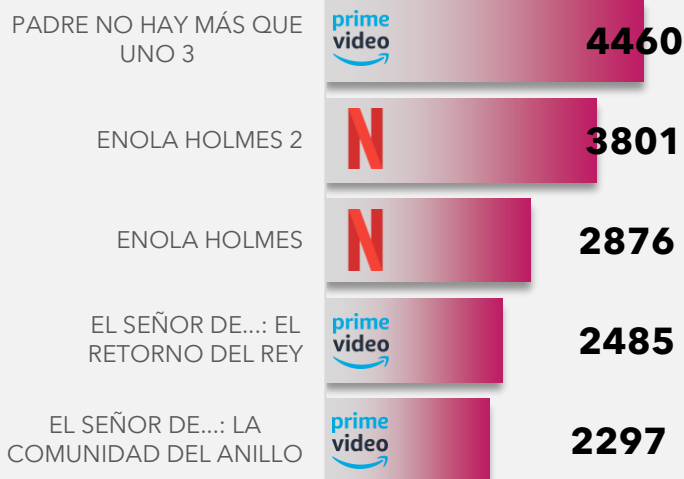 PADRE NO HAY MÁS QUE
UNO 3
prime
video
4460
ENOLA HOLMES 2
N
3801
ENOLA HOLMES
N
2876
EL SEÑOR DE...: EL
RETORNO DEL REY
prime
video
2485
EL SEÑOR DE...: LA
COMUNIDAD DEL ANILLO
prime
video
2297